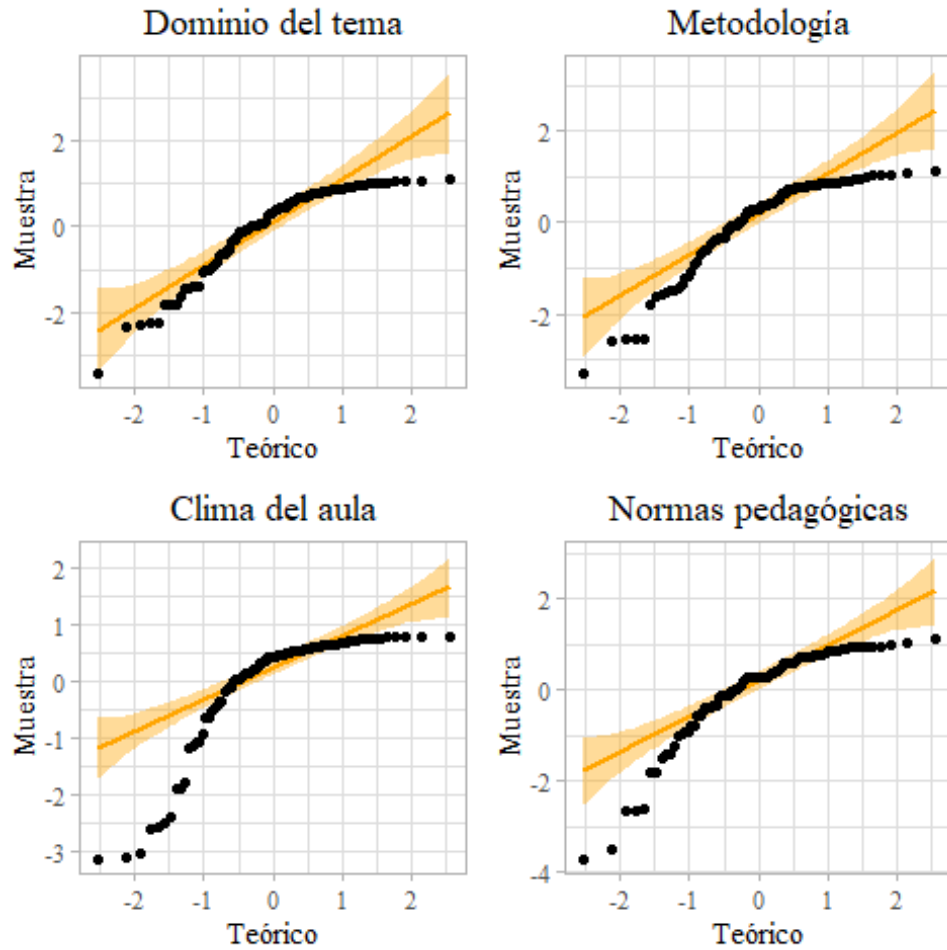 Dominio del tema
Muestra
2
0
-2
-2 -1 0 1 2
Teórico
Metodología
Muestra
2
0
-2
-2 -1 0 1 2
Teórico
Clima del aula
Muestra
2
1
0
-1
-2
-3
-2 -1 0 1 2
Teórico
Normas pedagógicas
Muestra
2
0
-2
-4
-2 -1 0 1 2
Teórico